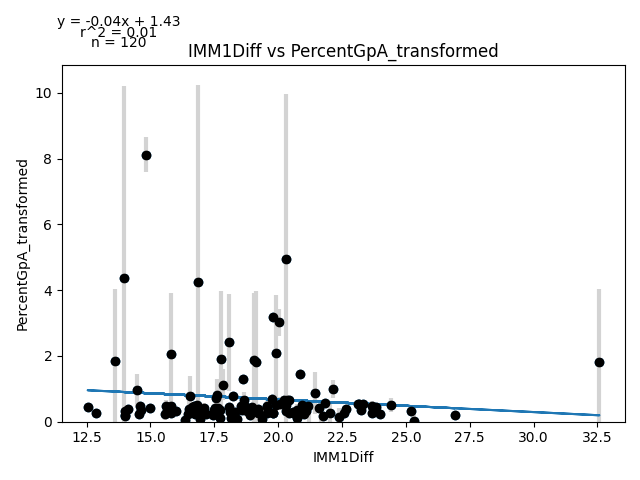 y = -0.04x + 1.43
r^2 = 0.01
n = 120
IMM1Diff vs PercentGpA_transformed
PercentGpA_transformed
10
8
6
4
2
0
12.5 15.0 17.5 20.0 22.5 25.0 27.5 30.0 32.5
IMM1Diff